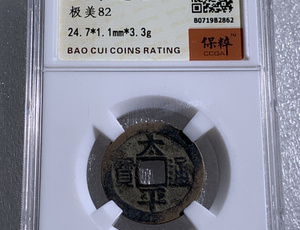 B0719B2862
极美82
24.7*1.1mm*3.3g
保粹
CCGA
BAO CUI COINS RATING
太平通寶